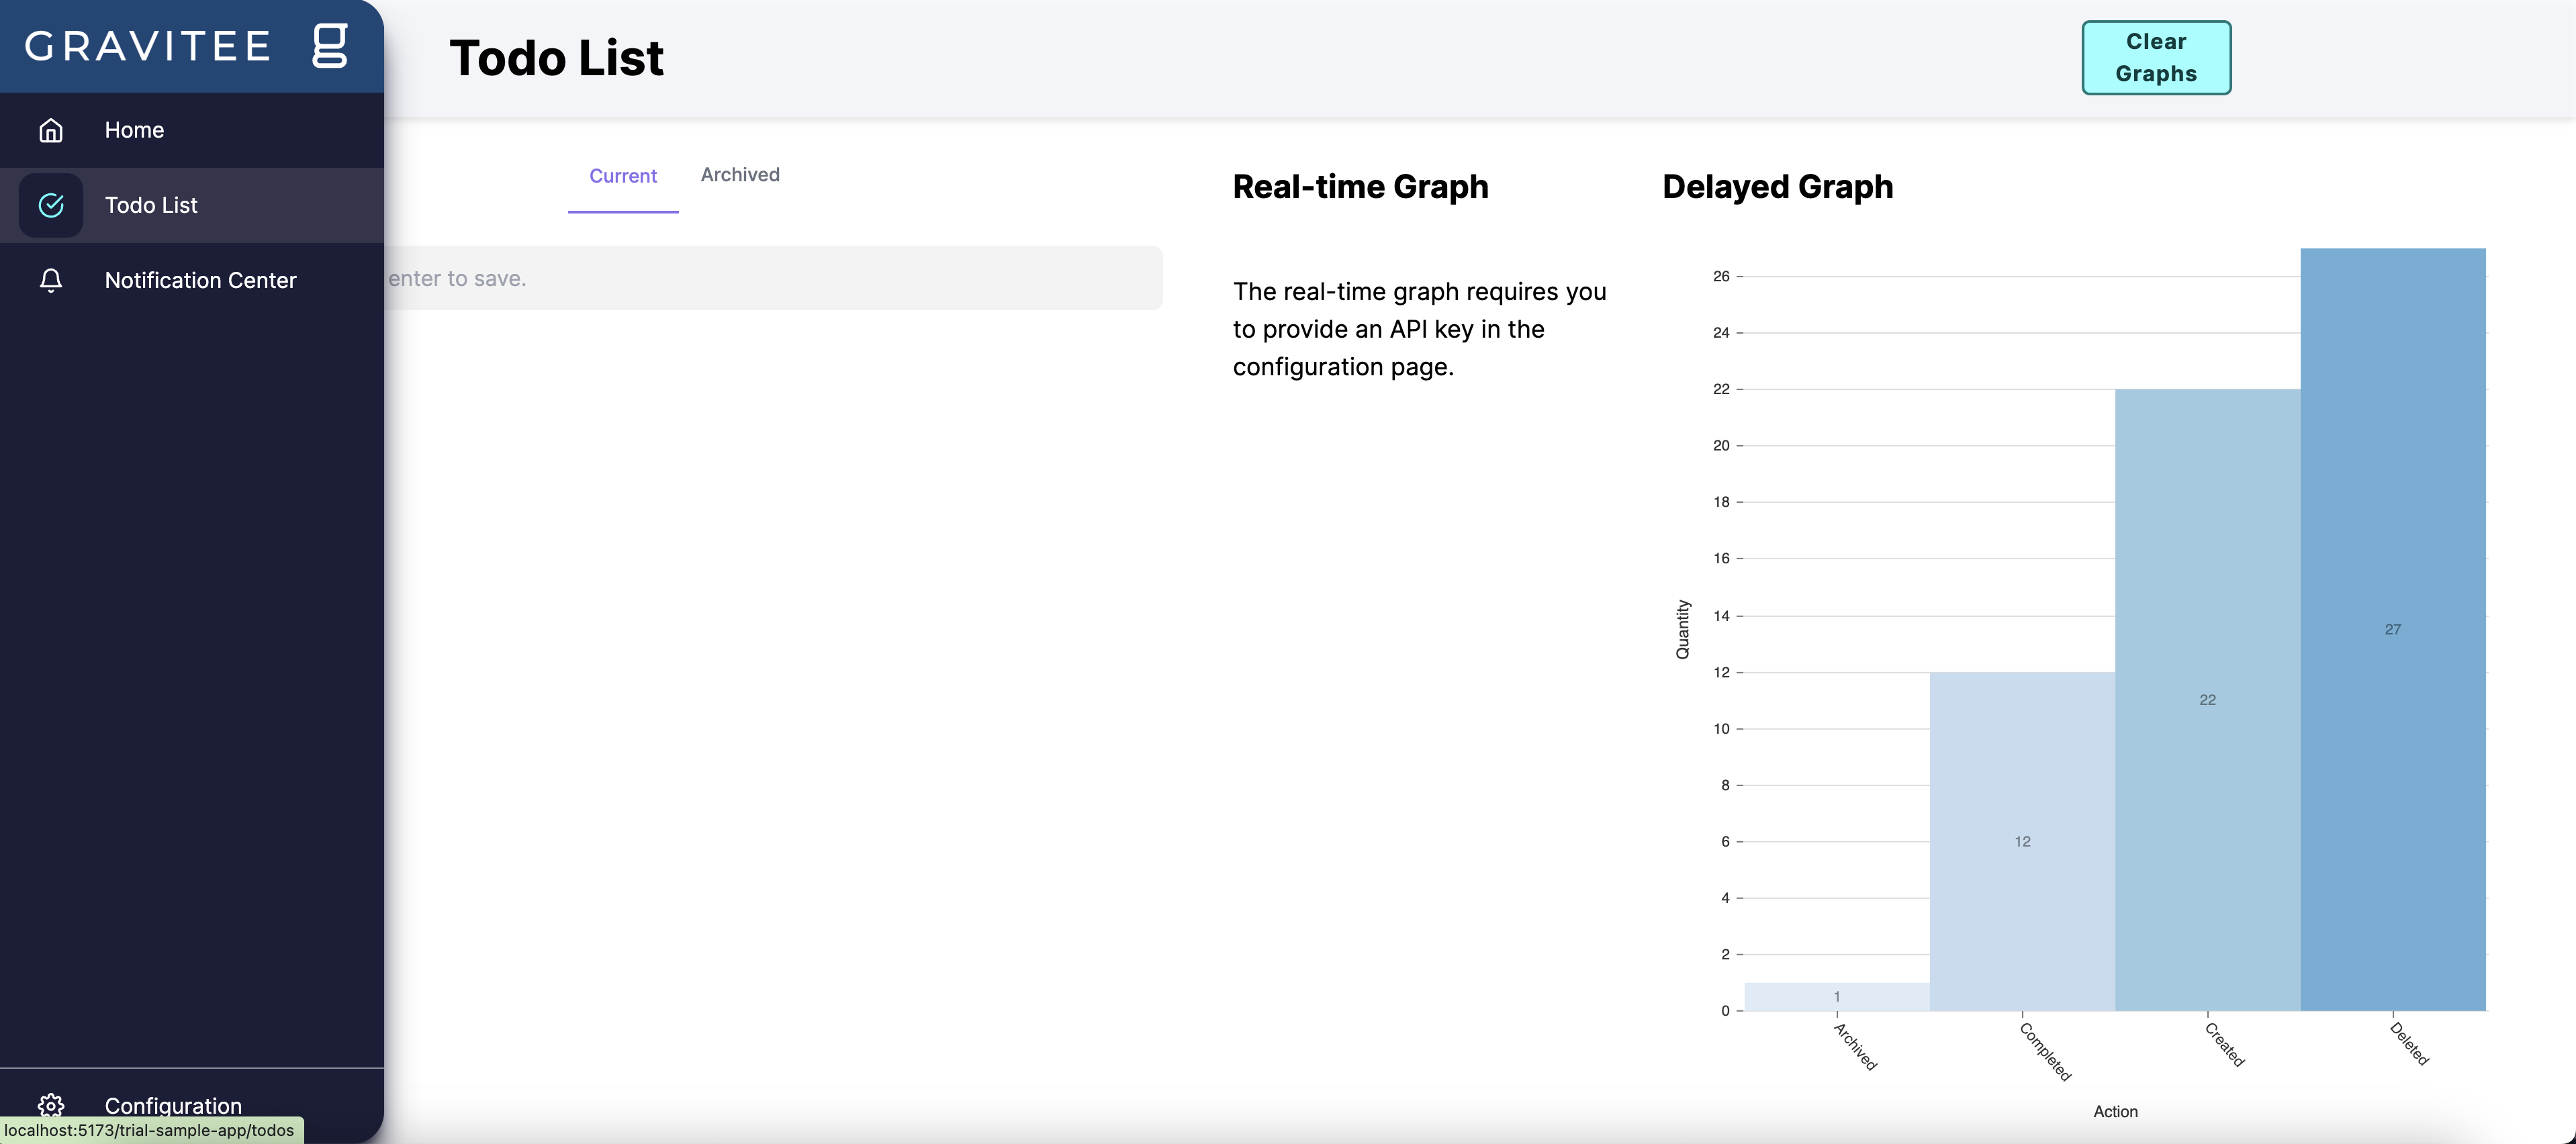 GRAVITEE
Home
Todo List
Notification Center
Configuration
localhost:5173/trial-sample-app/todos
Todo List
Clear
Graphs
Current
Archived
enter to save.
Real-time Graph
The real-time graph requires you
to provide an API key in the
configuration page.
Delayed Graph
26
24
22
20
18
16
14
12
10
8
6
4
2
0
Quantity
1
12
22
27
Archived
Completed
Created
Deleted
Action